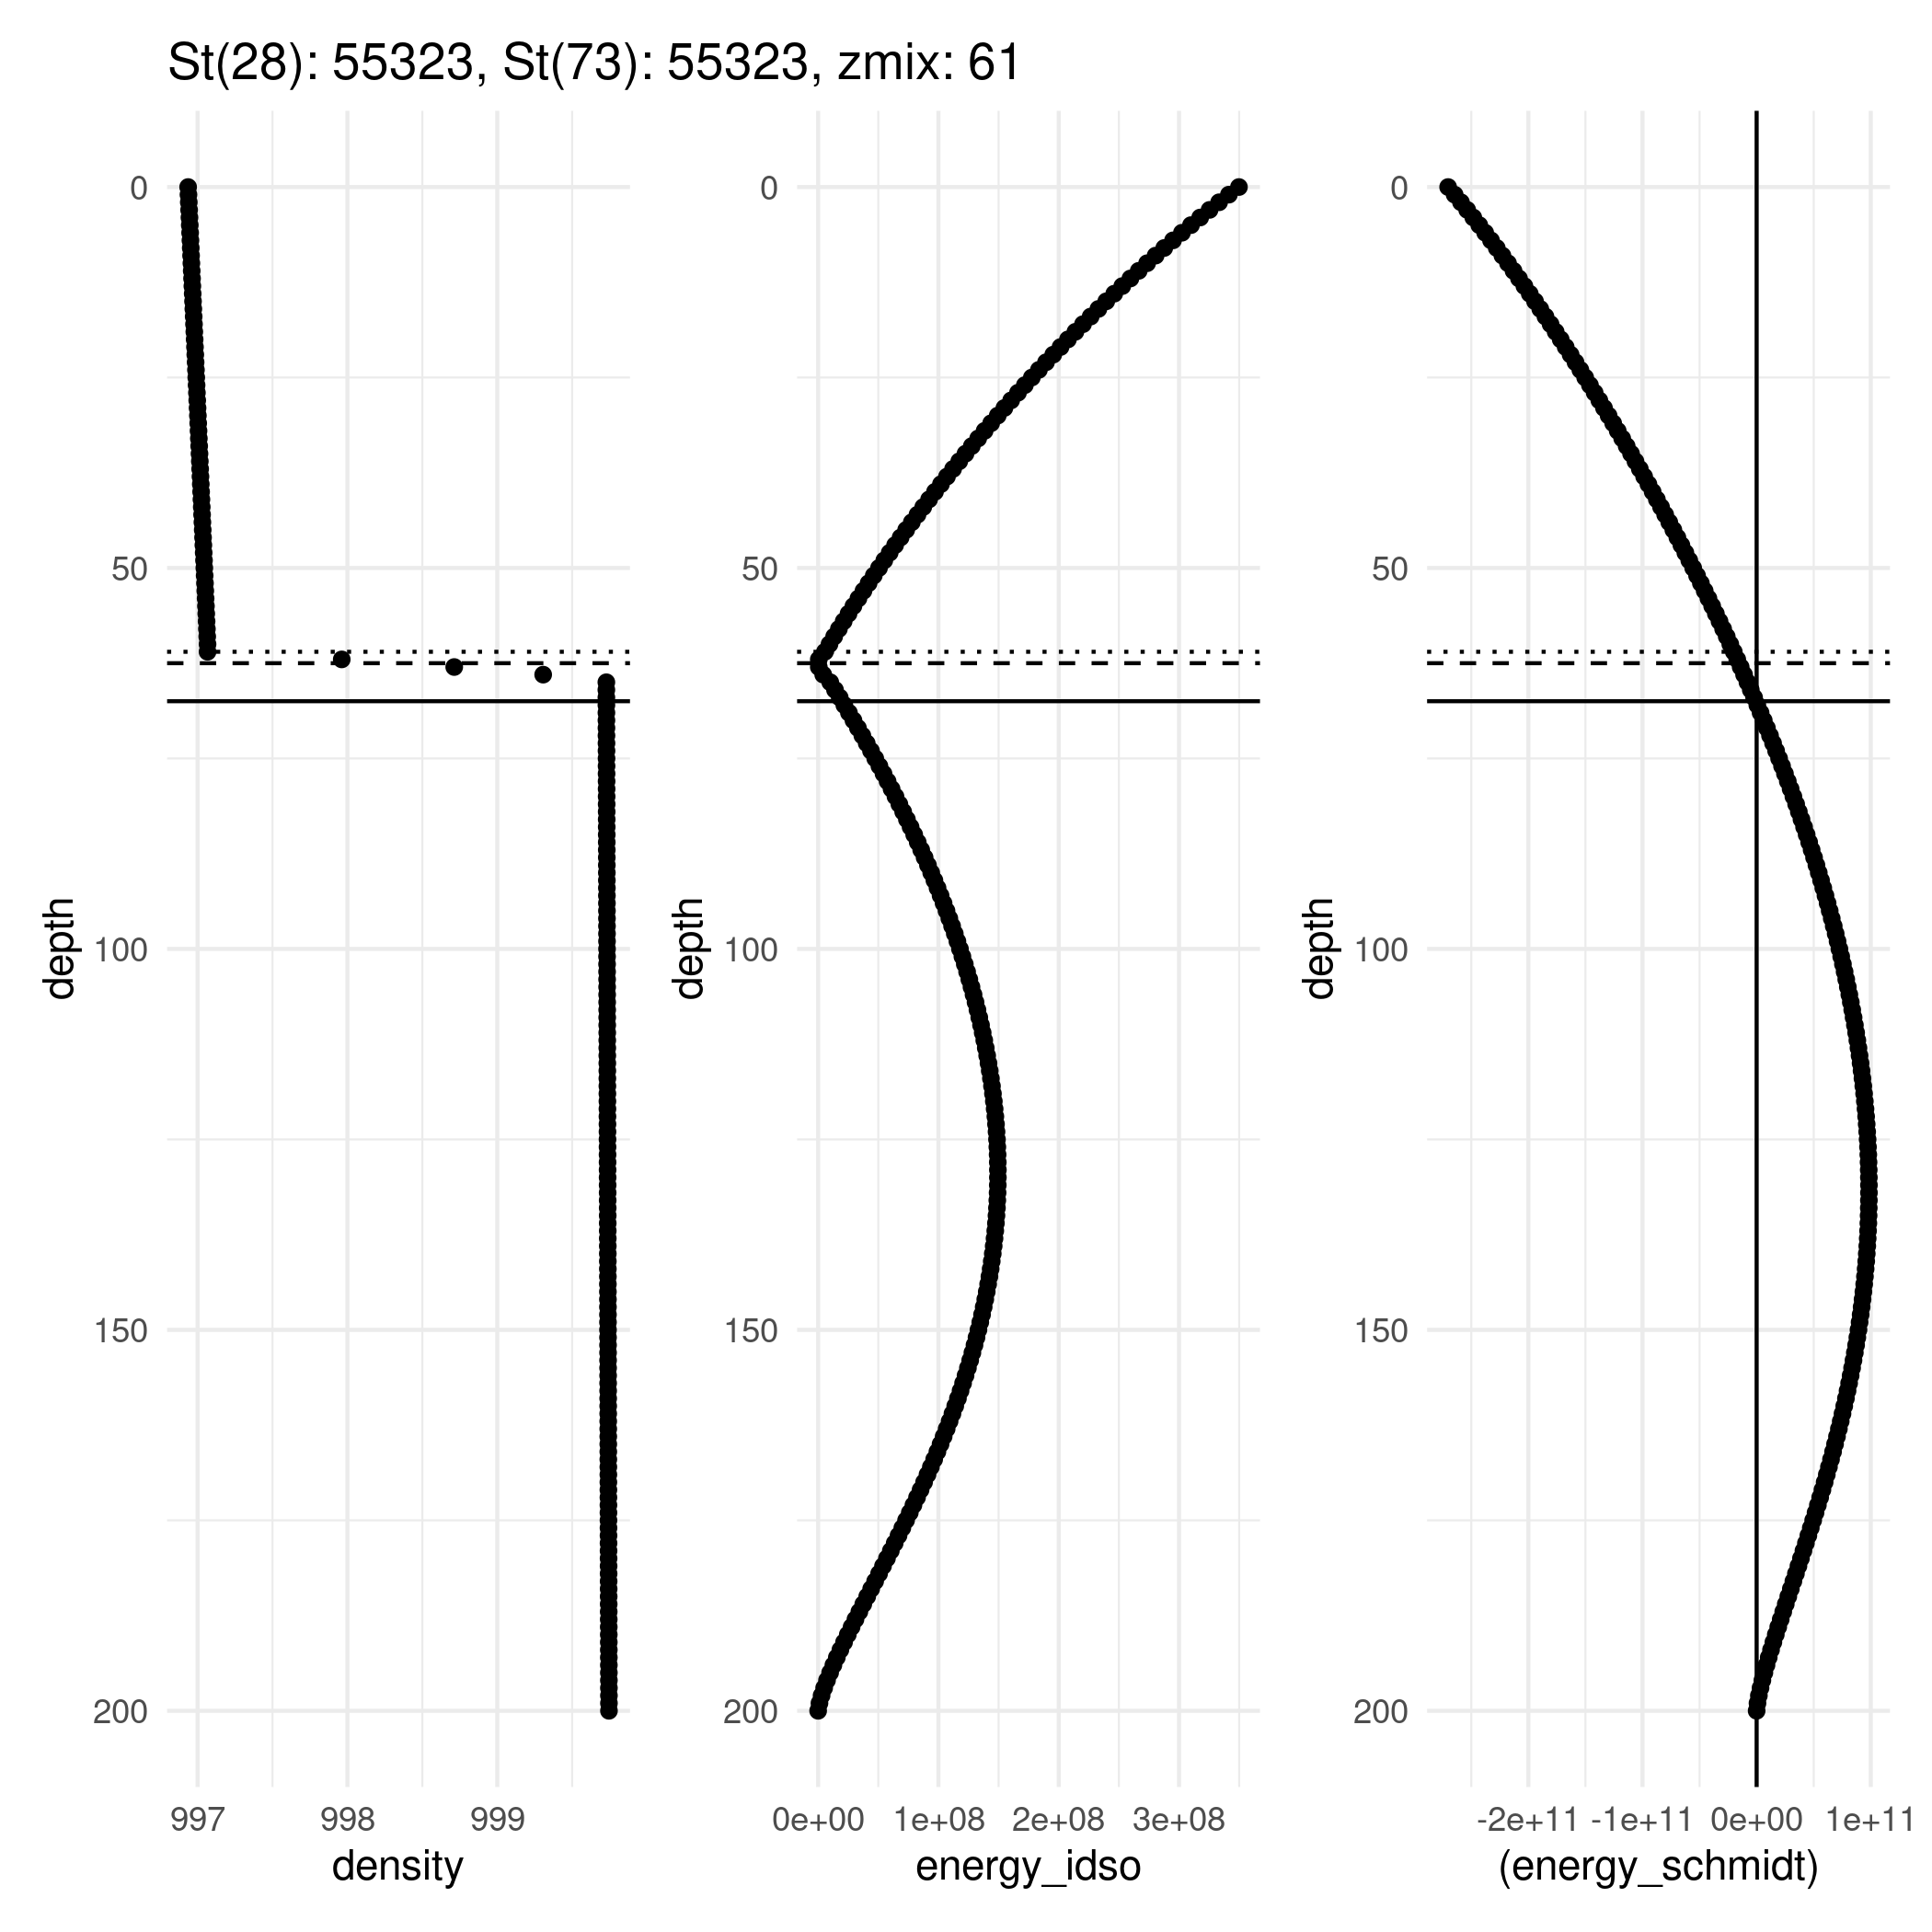 St(28): 55323, St(73): 55323, zmix: 61
0
50
100
150
200
depth
997 998 999
density
0
50
100
150
200
depth
0e+00 1e+08 2e+08 3e+08
energy_idso
0
50
100
150
200
depth
-2e+11 -1e+11 0e+00 1e+11
(energy_schmidt)